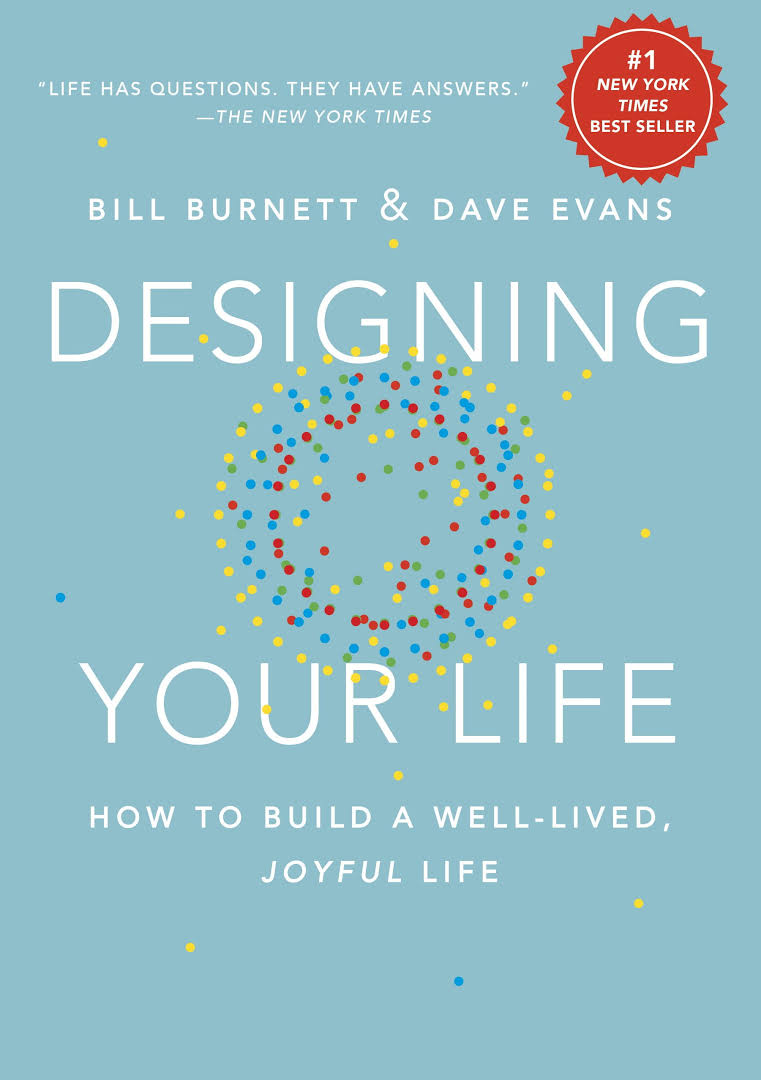 “LIFE HAS QUESTIONS. THEY HAVE ANSWERS.”
—THE NEW YORK TIMES
#1
NEW YORK
TIMES
BEST SELLER
BILL BURNETT & DAVE EVANS
DESIGNING
YOUR LIFE
HOW TO BUILD A WELL-LIVED,
JOYFUL LIFE